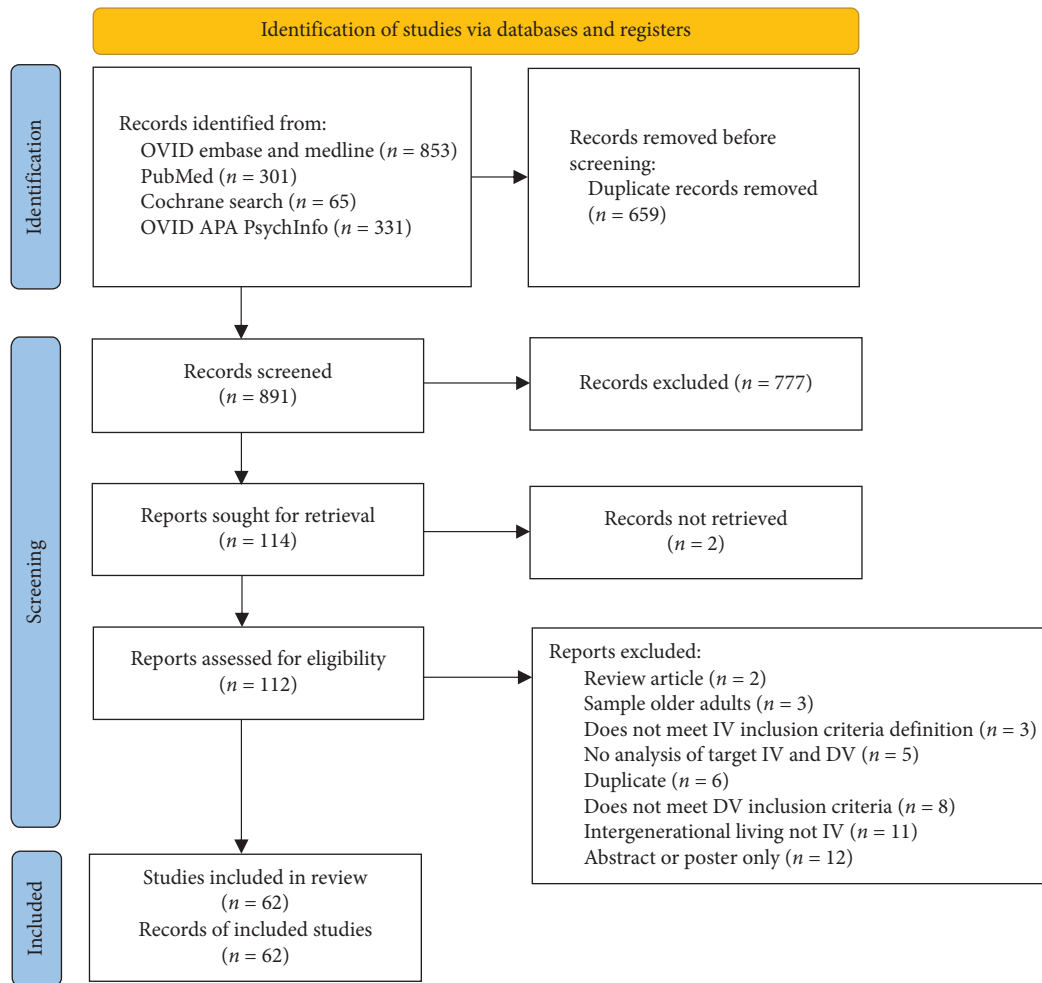 Identification of studies via databases and registers
Identification
Records identified from:
OVID embase and medline (n = 853)
PubMed (n = 301)
Cochrane search (n = 65)
OVID APA PsychInfo (n = 331)
Records removed before
screening:
Duplicate records removed
(n = 659)
Screening
Records screened
(n = 891)
Records excluded (n = 777)
Reports sought for retrieval
(n = 114)
Records not retrieved
(n = 2)
Reports assessed for eligibility
(n = 112)
Reports excluded:
Review article (n = 2)
Sample older adults (n = 3)
Does not meet IV inclusion criteria definition (n = 3)
No analysis of target IV and DV (n = 5)
Duplicate (n = 6)
Does not meet DV inclusion criteria (n = 8)
Intergenerational living not IV (n = 11)
Abstract or poster only (n = 12)
Included
Studies included in review
(n = 62)
Records of included studies
(n = 62)